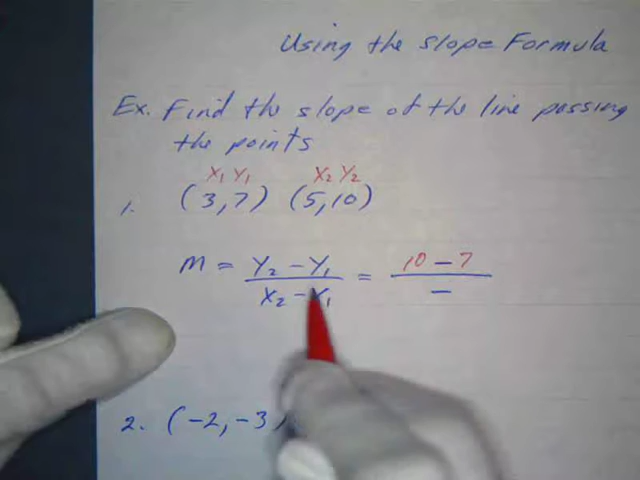 Using the slope Formula
Ex. Find the slope of the line passing
the points
X₁ Y₁ X₂ Y₂
1. (3,7) (5,10)
M = Y₂ - Y₁ / X₂ - X₁ = 10 - 7 / -
2. (-2, -3)